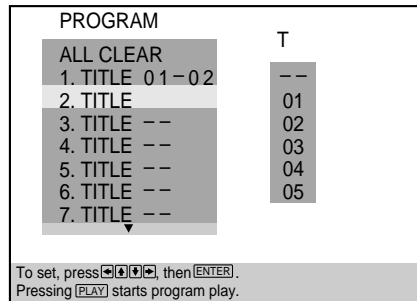 PROGRAM
T
ALL CLEAR
1. TITLE 01–02
– –
2. TITLE
01
3. TITLE – –
02
4. TITLE – –
03
5. TITLE – –
04
6. TITLE – –
05
7. TITLE – –
To set, press, then ENTER.
Pressing PLAY starts program play.